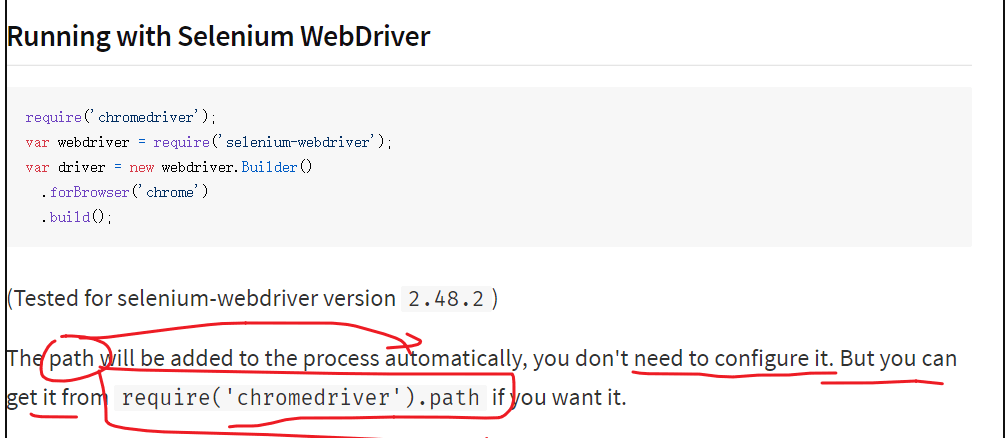 Running with Selenium WebDriver
require('chromedriver');
var webdriver = require('selenium-webdriver');
var driver = new webdriver.Builder()
.forBrowser('chrome')
.build();
(Tested for selenium-webdriver version 2.48.2 )
The path will be added to the process automatically, you don't need to configure it. But you can
get it from require('chromedriver').path if you want it.